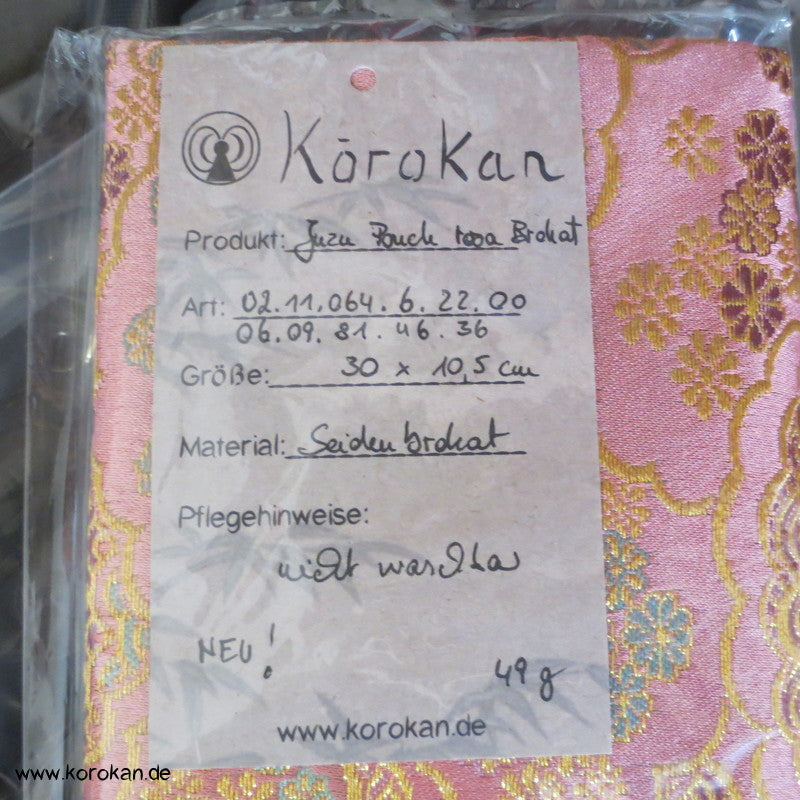 Kōrokan
Produkt: Juzu Pouch rosa Brokat
Art: 02.11.064.6.22.00
06.09.81.46.36
Größe: 30 x 10,5 cm
Material: Seidenbrokat
Pflegehinweise:
nicht waschbar
NEU!
49 g
www.korokan.de
www.korokan.de